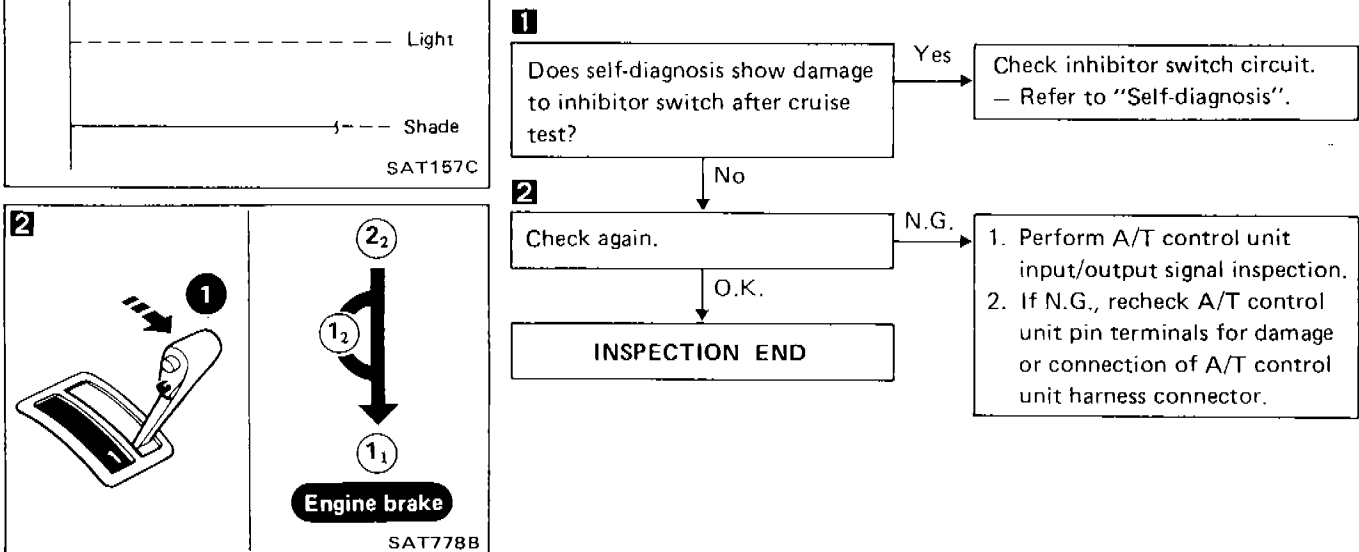 Light
Shade
SAT157C
2
1
2₂
1₂
1₁
1
Engine brake
SAT778B
1
Does self-diagnosis show damage
to inhibitor switch after cruise
test?
Yes
Check inhibitor switch circuit.
— Refer to "Self-diagnosis".
No
2
Check again.
N.G.
1. Perform A/T control unit
input/output signal inspection.
2. If N.G., recheck A/T control
unit pin terminals for damage
or connection of A/T control
unit harness connector.
O.K.
INSPECTION END